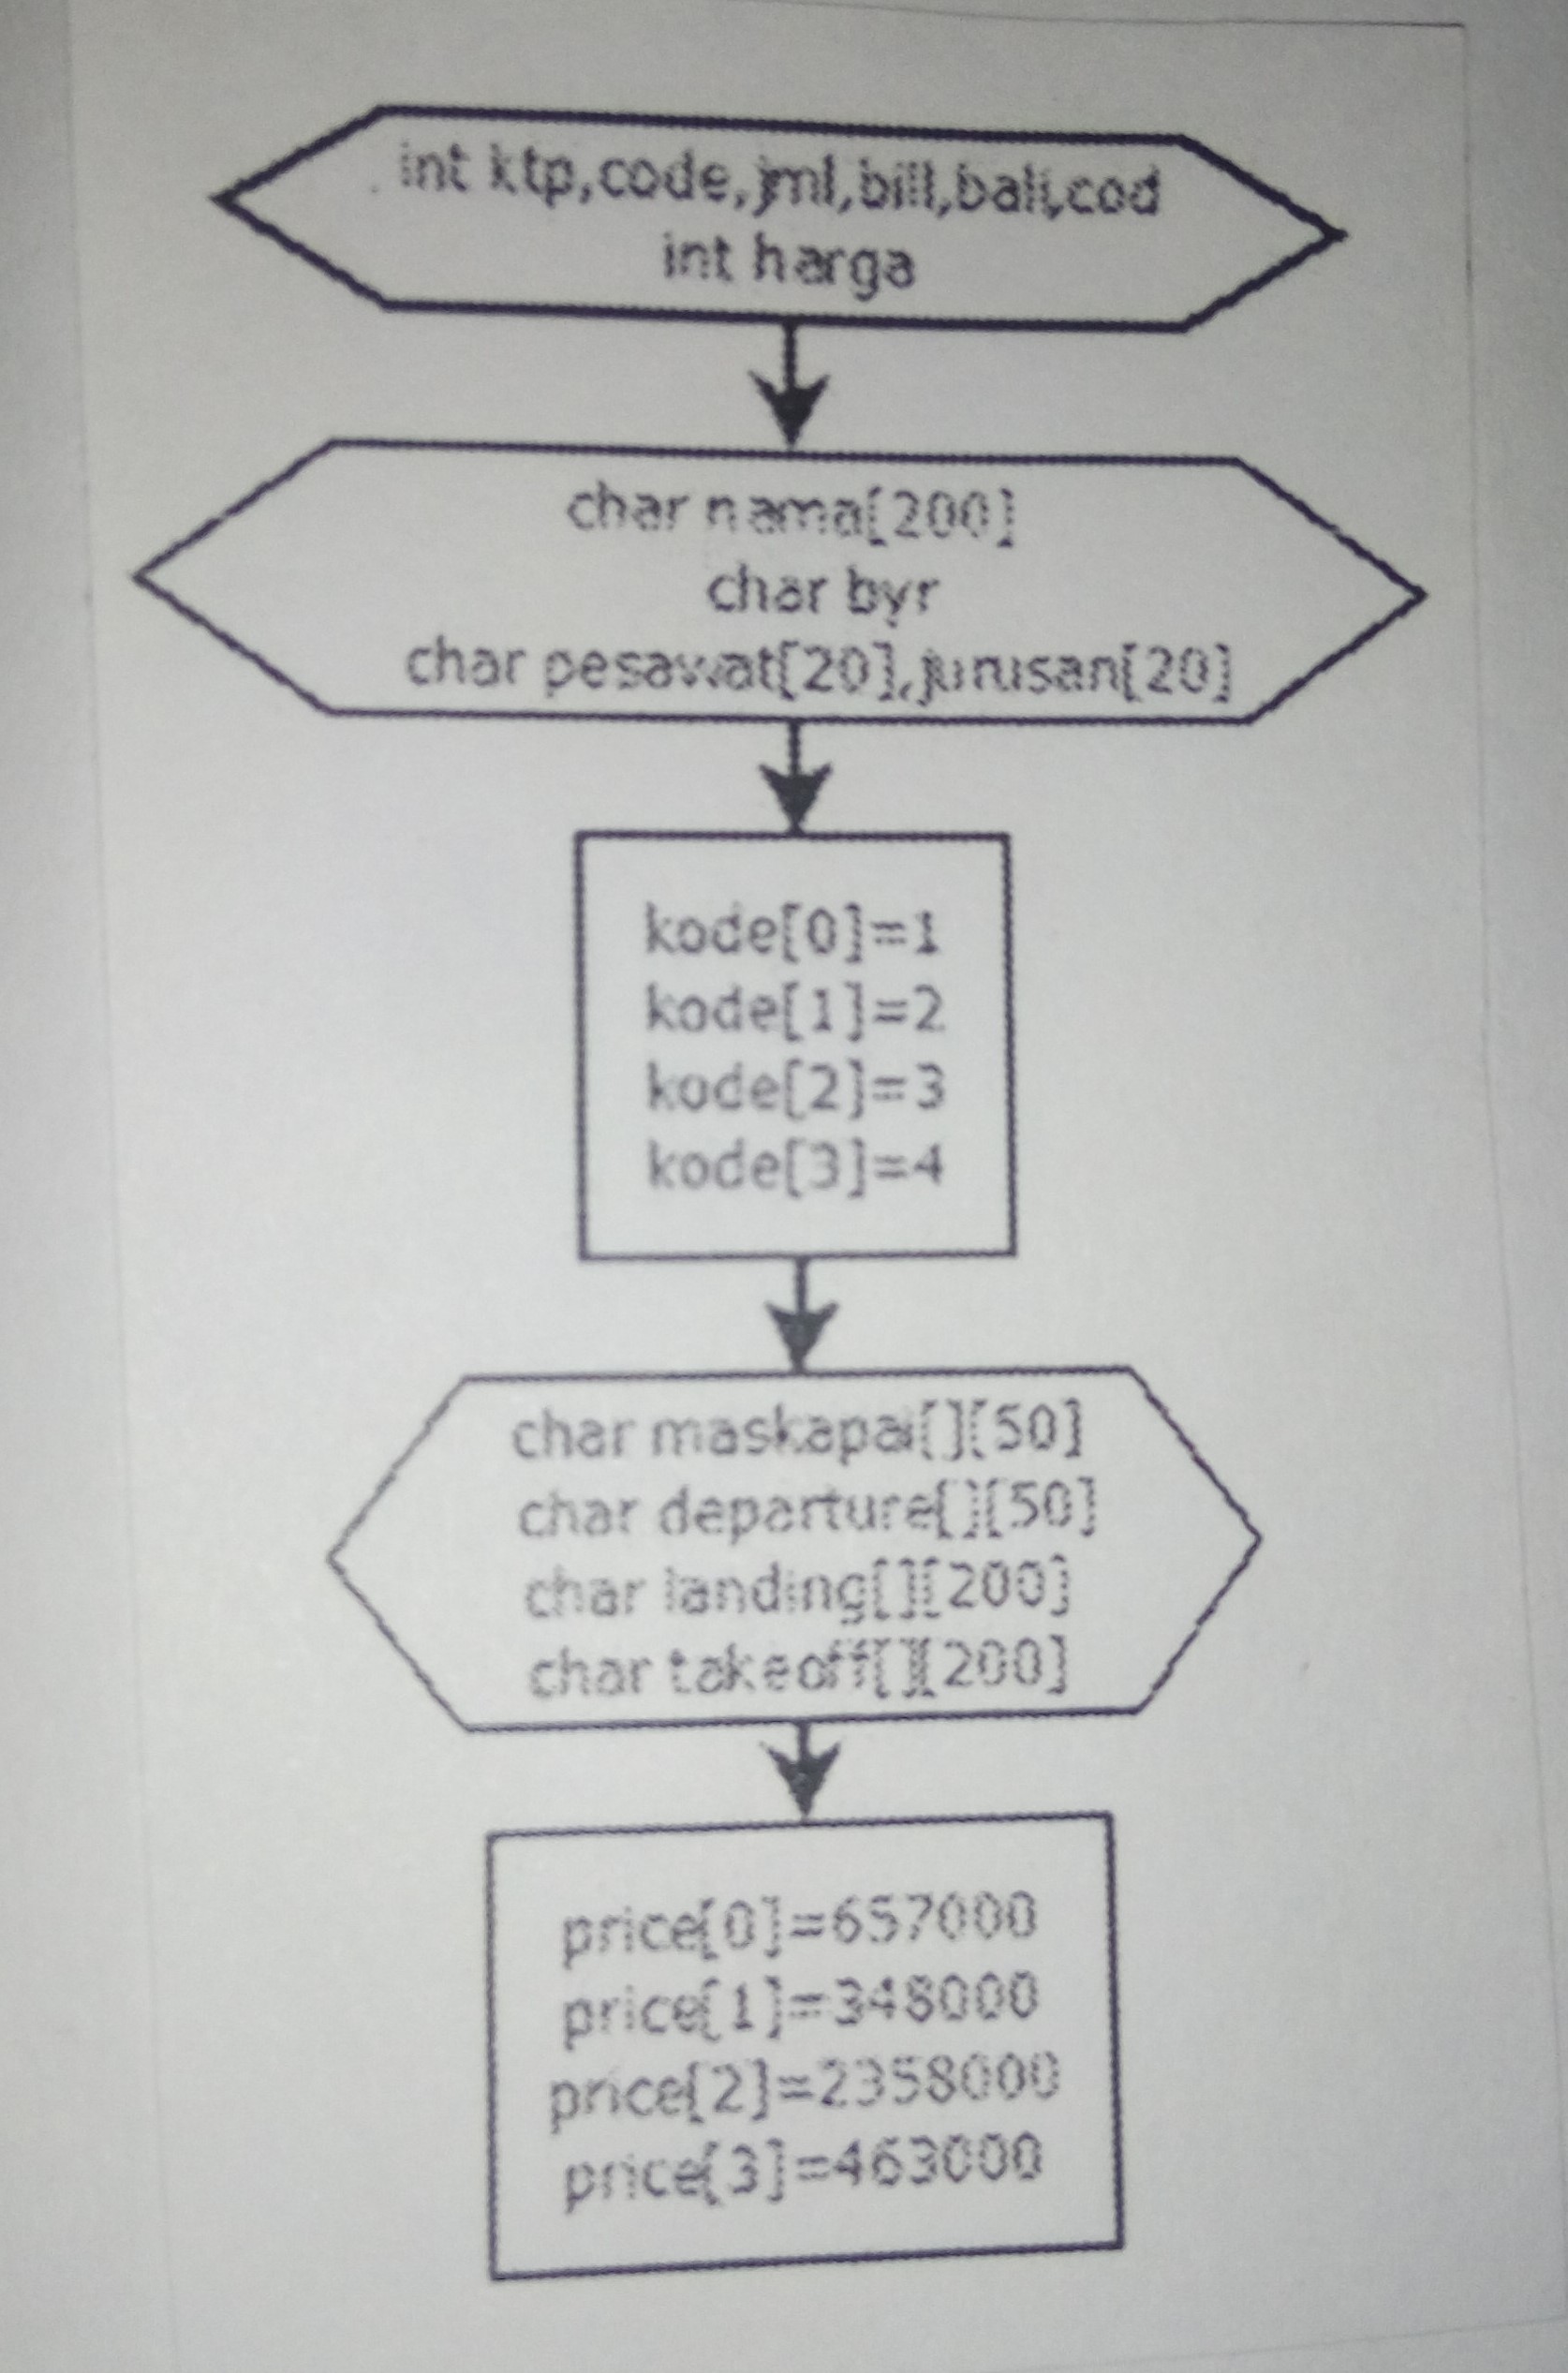 int ktp,code,jml,bill,bali,cod
int harga
char nama[200]
char byr
char pesawat[20],jurusan[20]
kode[0]=1
kode[1]=2
kode[2]=3
kode[3]=4
char maskapai[][50]
char departure[][50]
char landing[][200]
char takeoff[][200]
price[0]=657000
price[1]=348000
price[2]=2358000
price[3]=463000